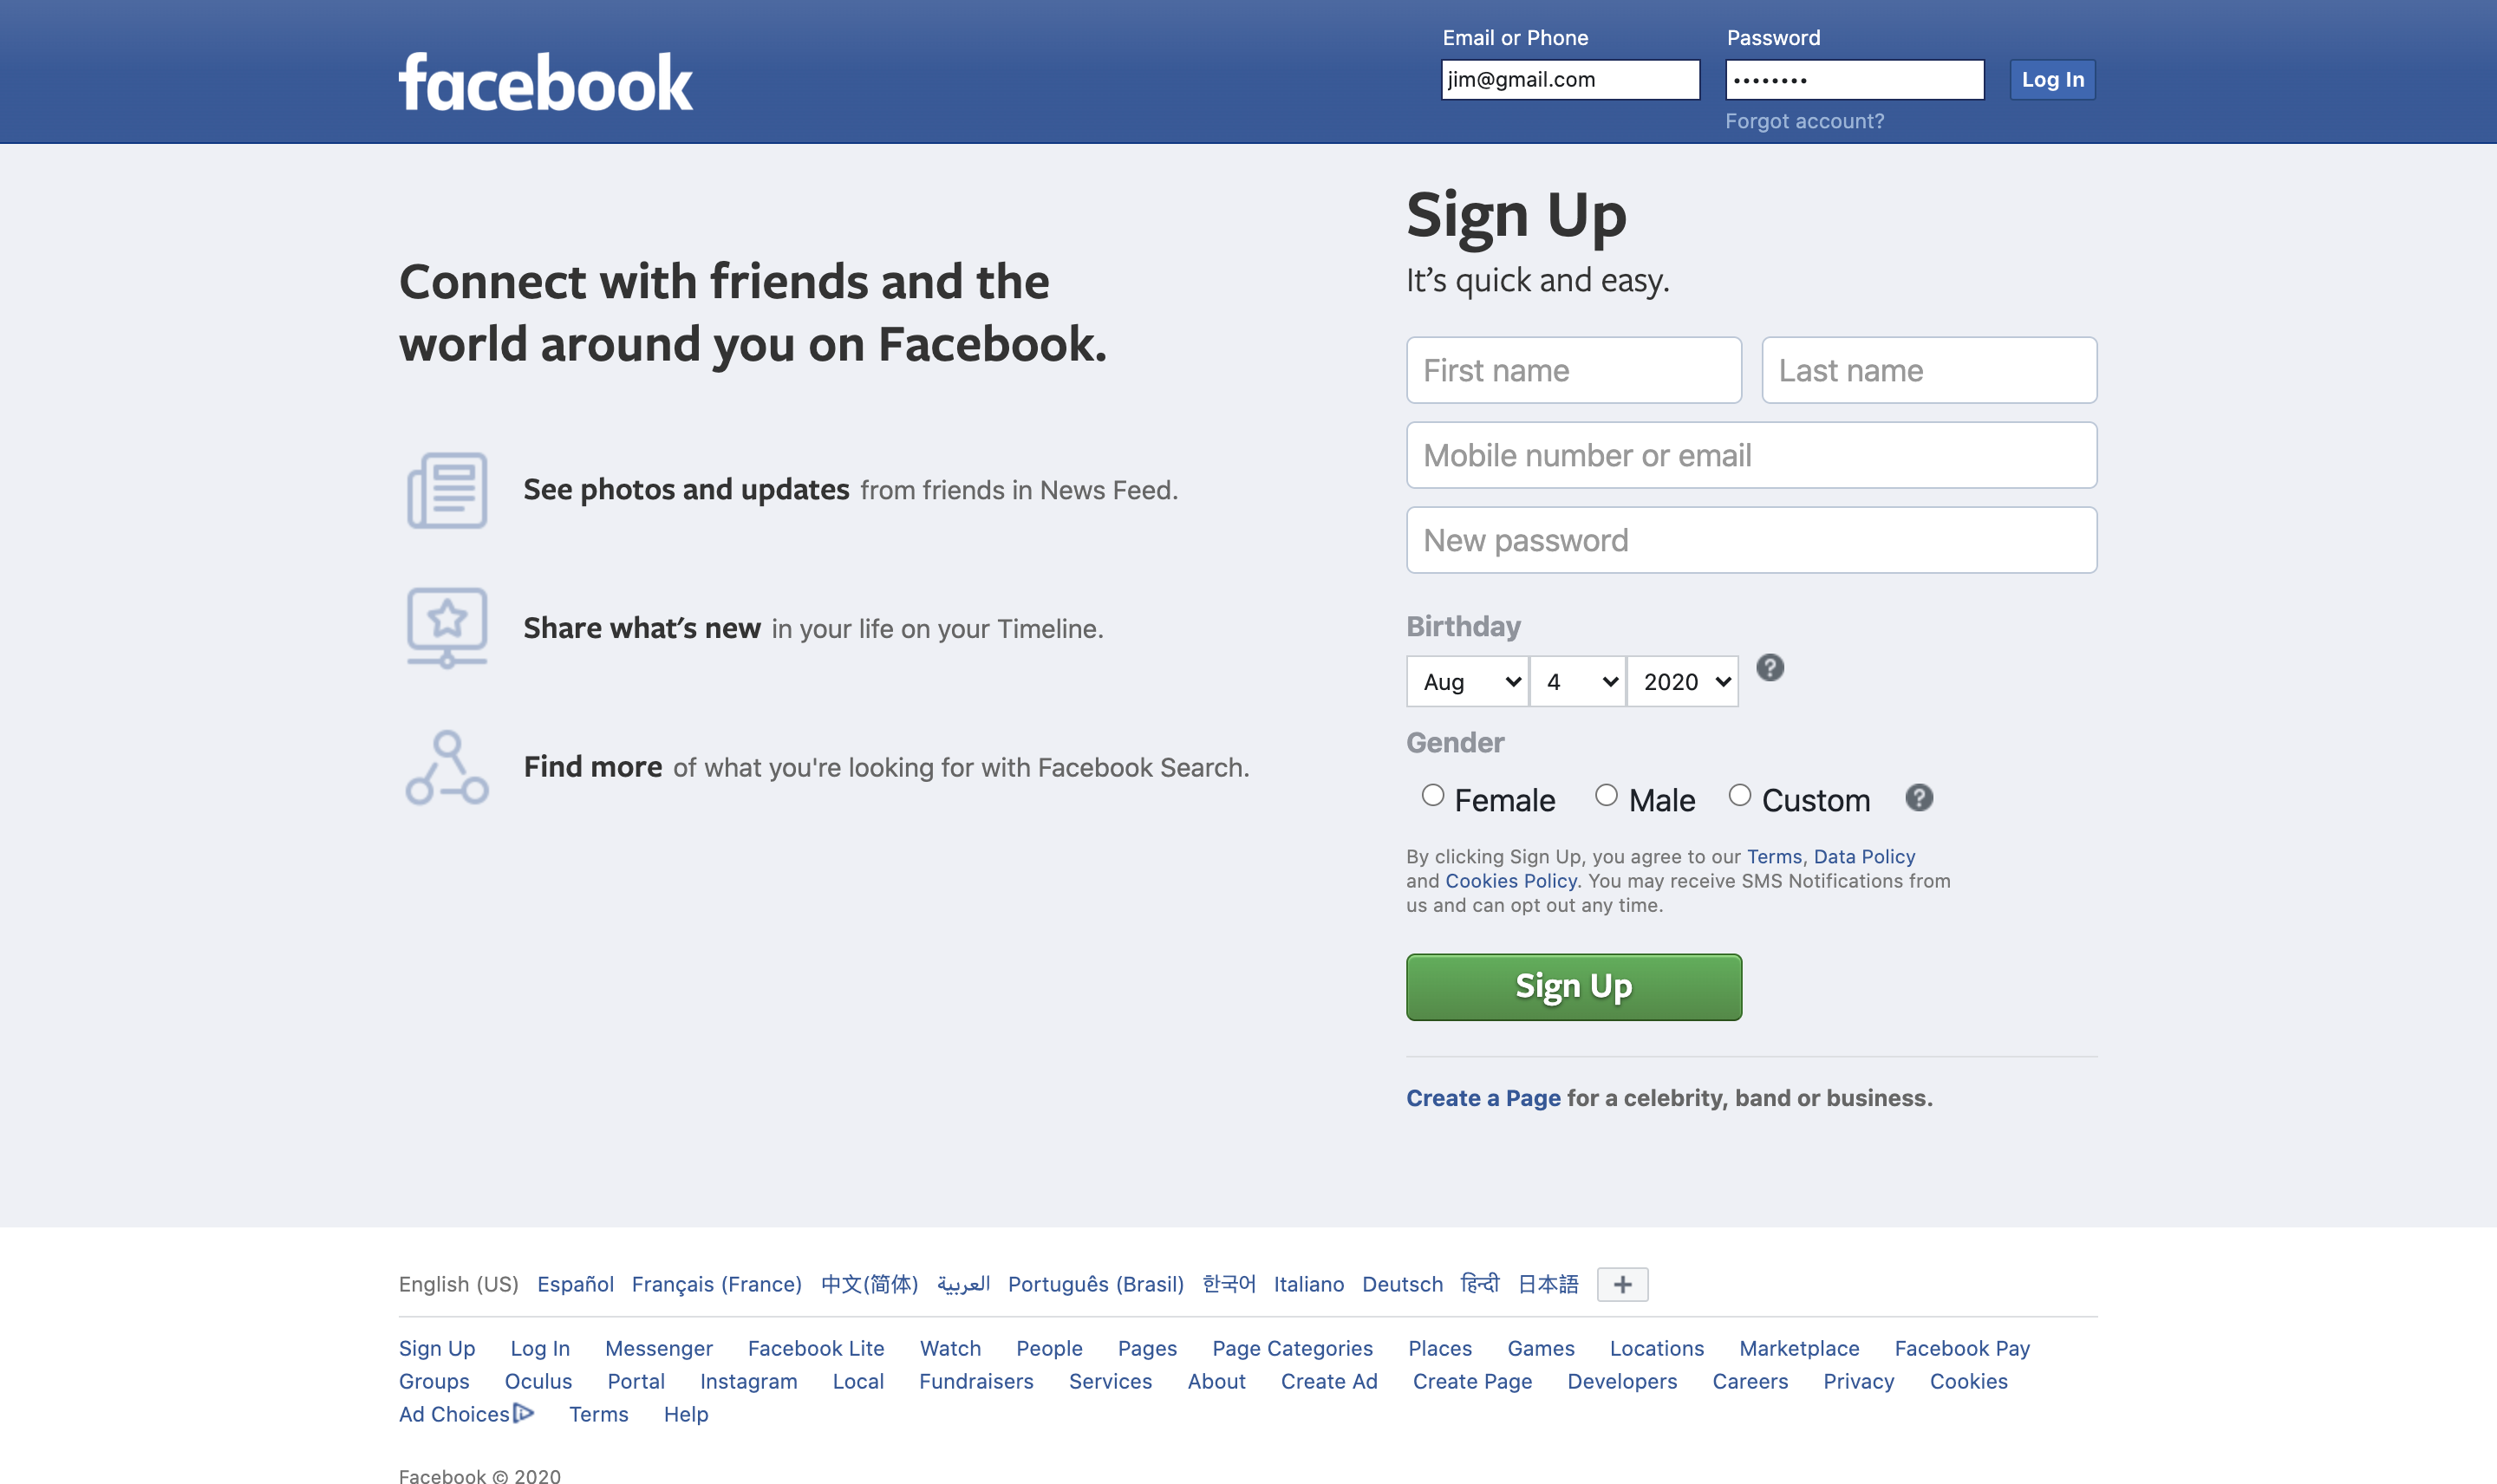 facebook
Email or Phone
Password
jim@gmail.com
••••••••
Log In
Forgot account?
Connect with friends and the
world around you on Facebook.
See photos and updates from friends in News Feed.
Share what's new in your life on your Timeline.
Find more of what you're looking for with Facebook Search.
Sign Up
It’s quick and easy.
First name Last name
Mobile number or email
New password
Birthday
Aug 4 2020 ?
Gender
Female Male Custom ?
By clicking Sign Up, you agree to our Terms, Data Policy
and Cookies Policy. You may receive SMS Notifications from
us and can opt out any time.
Sign Up
Create a Page for a celebrity, band or business.
English (US) Español Français (France) 中文(简体) العربية Português (Brasil) 한국어 Italiano Deutsch हिन्दी 日本語 +
Sign Up Log In Messenger Facebook Lite Watch People Pages Page Categories Places Games Locations Marketplace Facebook Pay
Groups Oculus Portal Instagram Local Fundraisers Services About Create Ad Create Page Developers Careers Privacy Cookies
Ad Choices Terms Help
Facebook © 2020